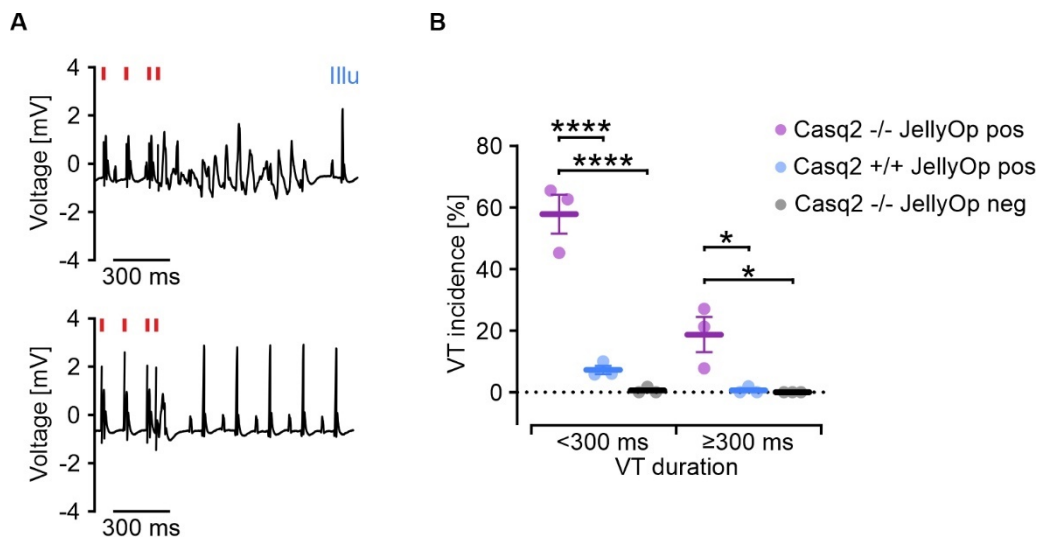 A
4
2
0
-2
-4
Voltage [mV]
Illu
300 ms
4
2
0
-2
-4
Voltage [mV]
300 ms
B
80
60
40
20
0
VT incidence [%]
****
****
*
*
Casq2 -/- JellyOp pos
Casq2 +/+ JellyOp pos
Casq2 -/- JellyOp neg
<300 ms
≥300 ms
VT duration